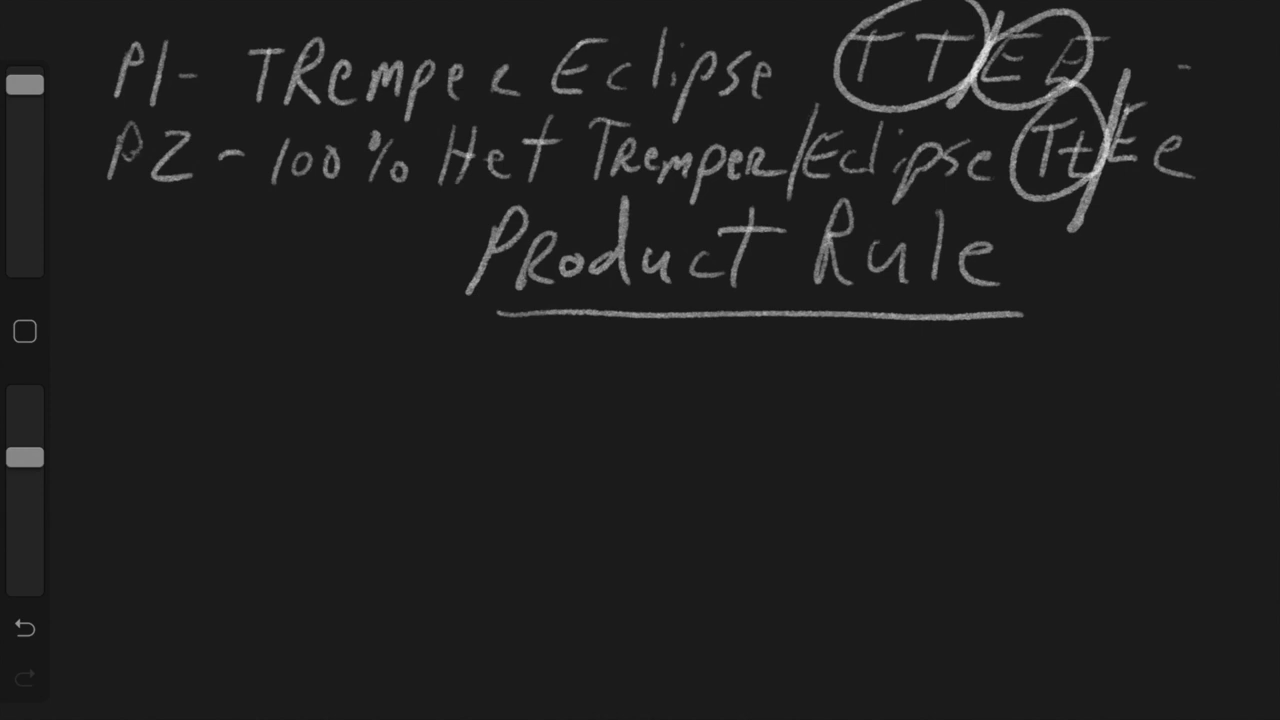 P1- TRemper Eclipse TT/EE -
P2 - 100% Het TRemper/Eclipse Tt/Ee
PRoduct Rule